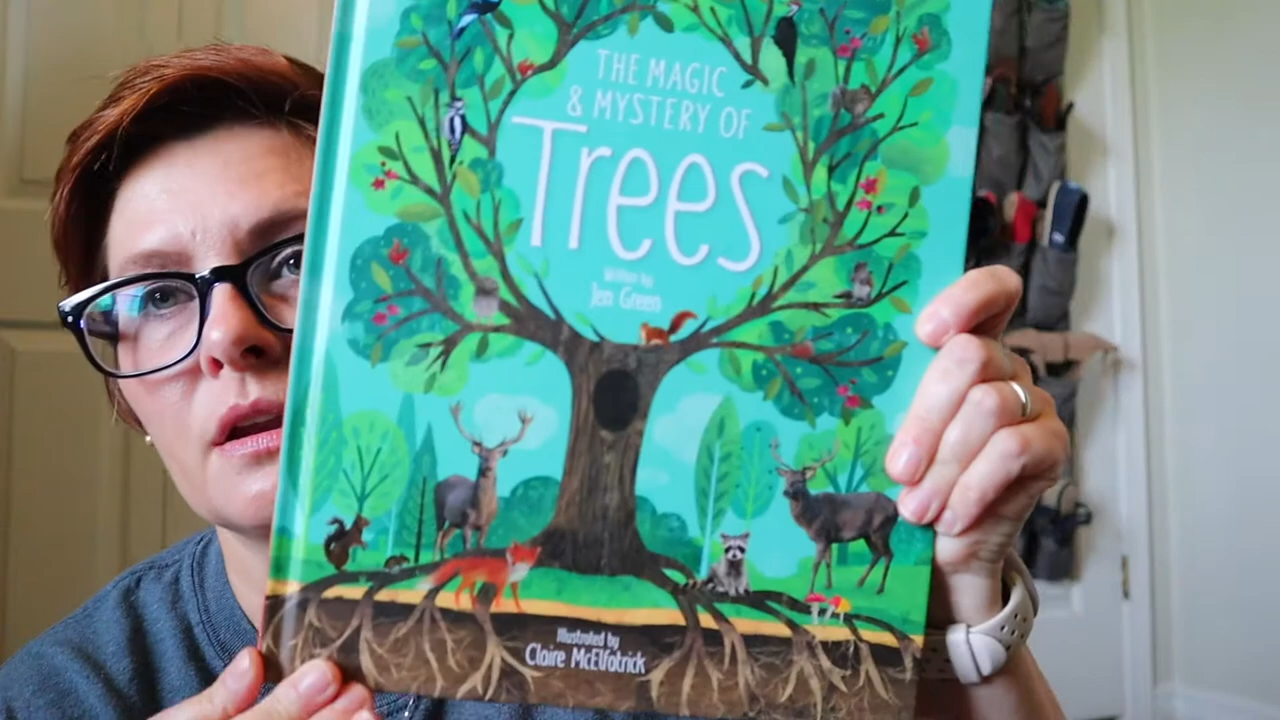 THE MAGIC
& MYSTERY OF
Trees
Written by
Jen Green
Illustrated by
Claire McElfatrick